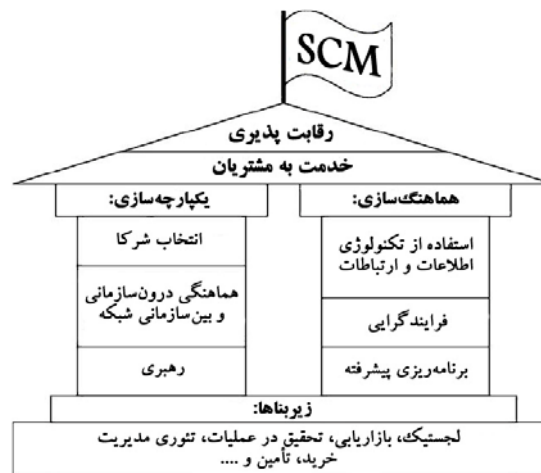 SCM
رقابت پذیری
خدمت به مشتریان
هماهنگ‌سازی:
استفاده از تکنولوژی
اطلاعات و ارتباطات
فرایندگرایی
برنامه‌ریزی پیشرفته
یکپارچه‌سازی:
انتخاب شرکا
هماهنگی درون‌سازمانی
و بین‌سازمانی شبکه
رهبری
زیربناها:
لجستیك، بازاریابی، تحقیق در عملیات، تئوری مدیریت
خرید، تأمین و ....